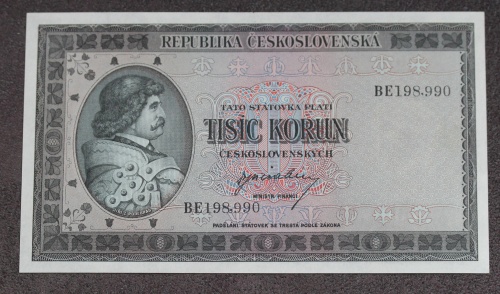 REPUBLIKA ČESKOSLOVENSKÁ
BE198.990
TATO STÁTOVKA PLATÍ
TISÍC KORUN
ČESKOSLOVENSKÝCH
MINISTR FINANCÍ
BE198.990
PADĚLÁNÍ STÁTOVEK SE TRESTÁ PODLE ZÁKONA